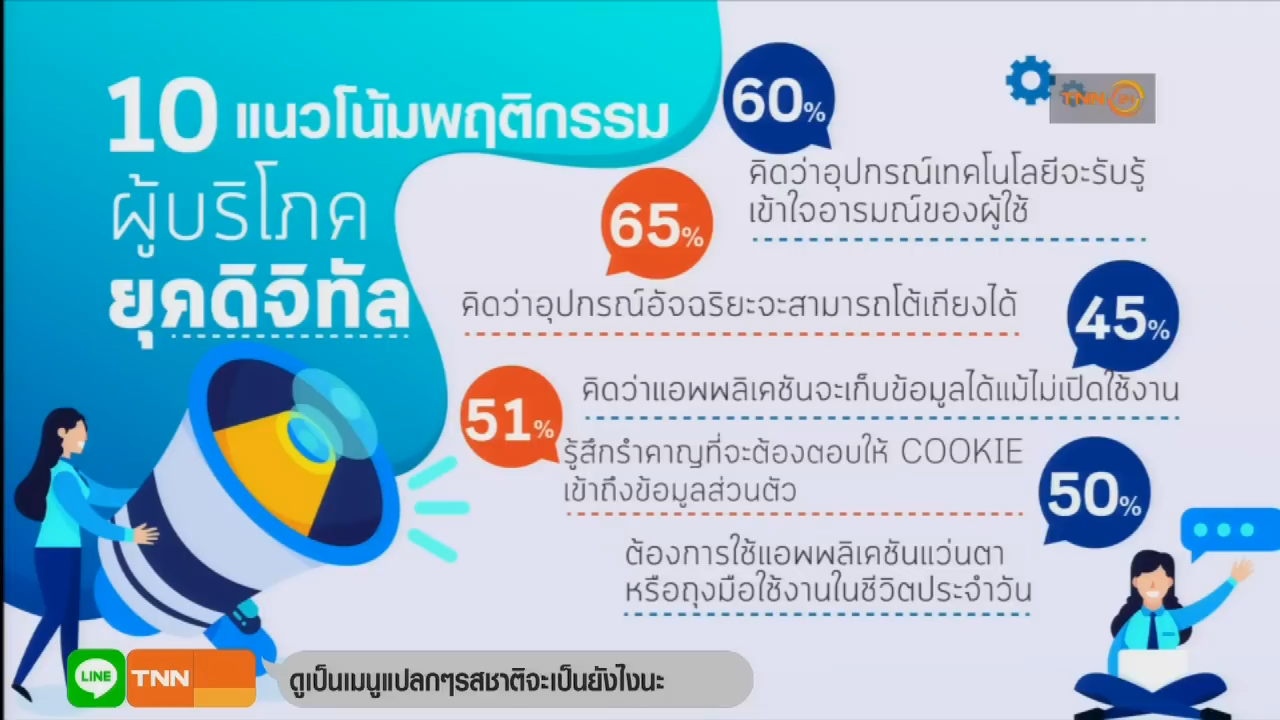 10 แนวโน้มพฤติกรรม
ผู้บริโภค
ยุคดิจิทัล
60%
คิดว่าอุปกรณ์เทคโนโลยีจะรับรู้
เข้าใจอารมณ์ของผู้ใช้
65%
คิดว่าอุปกรณ์อัจฉริยะจะสามารถโต้เถียงได้
45%
คิดว่าแอพพลิเคชันจะเก็บข้อมูลได้แม้ไม่เปิดใช้งาน
51%
รู้สึกรำคาญที่จะต้องตอบให้ COOKIE
เข้าถึงข้อมูลส่วนตัว
50%
ต้องการใช้แอพพลิเคชันแว่นตา
หรือถุงมือใช้งานในชีวิตประจำวัน
TNN
LINE TNN
ดูเป็นเมนูแปลกๆรสชาติจะเป็นยังไงนะ